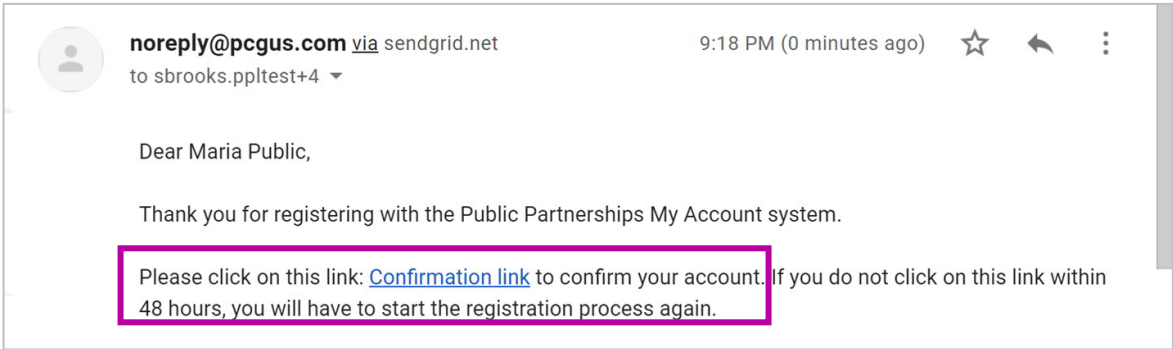 noreply@pcgus.com via sendgrid.net 9:18 PM (0 minutes ago)
to sbrooks.ppltest+4
Dear Maria Public,
Thank you for registering with the Public Partnerships My Account system.
Please click on this link: Confirmation link to confirm your account. If you do not click on this link within
48 hours, you will have to start the registration process again.